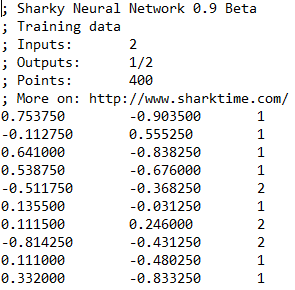 ; Sharky Neural Network 0.9 Beta
; Training data
; Inputs: 2
; Outputs: 1/2
; Points: 400
; More on: http://www.sharktime.com/
0.753750 -0.903500 1
-0.112750 0.555250 1
0.641000 -0.838250 1
0.538750 -0.676000 1
-0.511750 -0.368250 2
0.135500 -0.031250 1
0.111500 0.246000 2
-0.814250 -0.431250 2
0.111000 -0.480250 1
0.332000 -0.833250 1